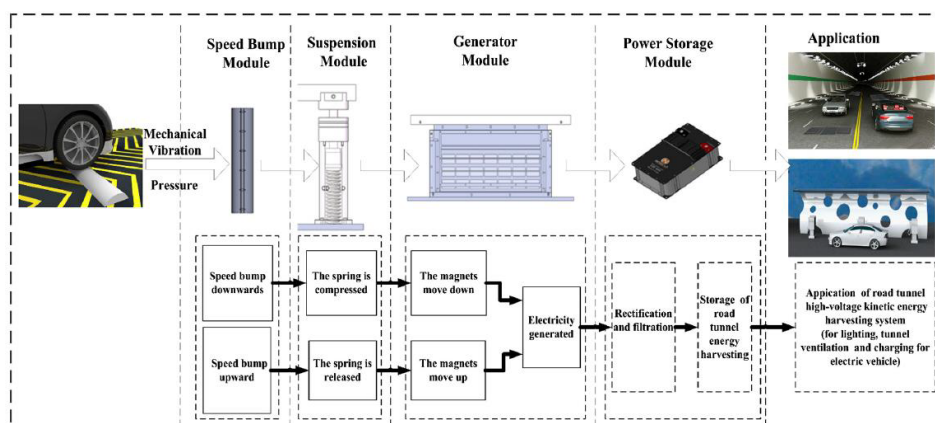 Speed Bump
Module
Suspension
Module
Generator
Module
Power Storage
Module
Application
Mechanical
Vibration
Pressure
Speed bump
downwards
The spring is
compressed
The magnets
move down
Electricity
generated
Rectification
and filtration
Storage of
road
tunnel
energy
harvesting
Appication of road tunnel
high-voltage kinetic energy
harvesting system
(for lighting, tunnel
ventilation and charging for
electric vehicle)
Speed bump
upward
The spring is
released
The magnets
move up